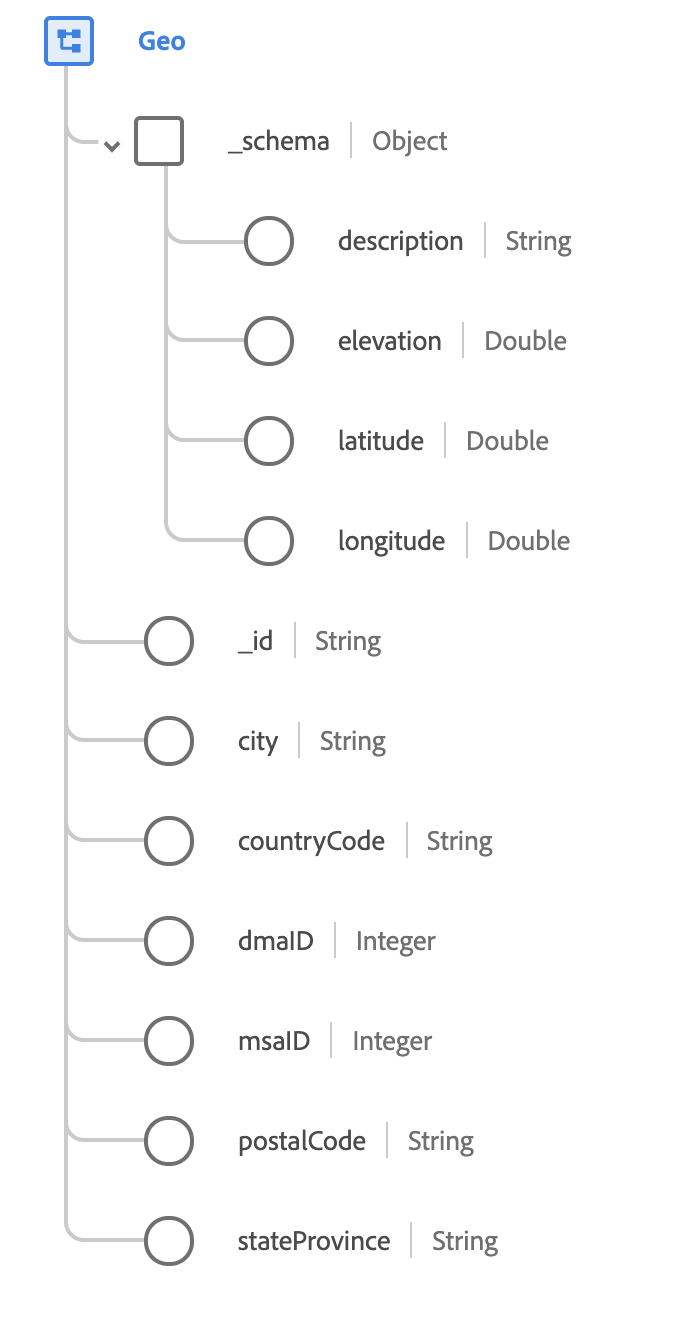 Geo
_schema Object
description String
elevation Double
latitude Double
longitude Double
_id String
city String
countryCode String
dmaID Integer
msaID Integer
postalCode String
stateProvince String